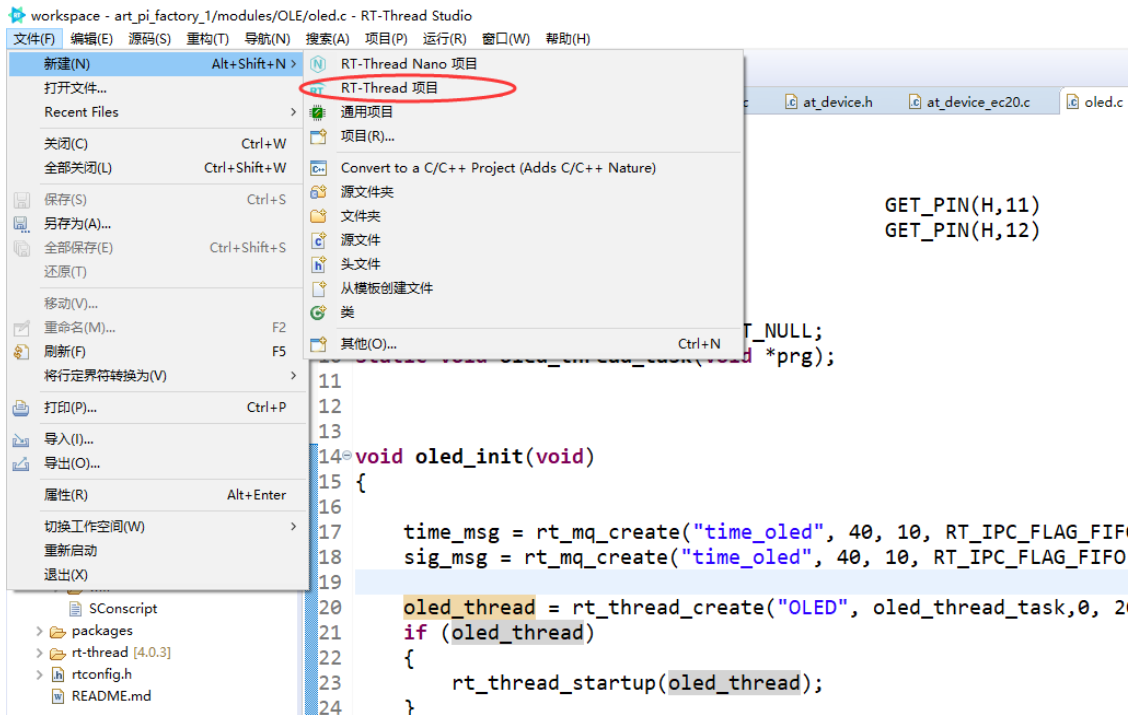 workspace - art_pi_factory_1/modules/OLE/oled.c - RT-Thread Studio
文件(F) 编辑(E) 源码(S) 重构(T) 导航(N) 搜索(A) 项目(P) 运行(R) 窗口(W) 帮助(H)
新建(N) Alt+Shift+N >
打开文件...
Recent Files >
关闭(C) Ctrl+W
全部关闭(L) Ctrl+Shift+W
保存(S) Ctrl+S
另存为(A)...
全部保存(E) Ctrl+Shift+S
还原(T)
移动(V)...
重命名(M)... F2
刷新(F) F5
将行定界符转换为(V) >
打印(P)... Ctrl+P
导入(I)...
导出(O)...
属性(R) Alt+Enter
切换工作空间(W) >
重新启动
退出(X)
RT-Thread Nano 项目
RT-Thread 项目
通用项目
项目(R)...
Convert to a C/C++ Project (Adds C/C++ Nature)
源文件夹
文件夹
源文件
头文件
从模板创建文件
类
其他(O)... Ctrl+N
.c at_device.h at_device_ec20.c oled.c
GET_PIN(H,11)
GET_PIN(H,12)
T_NULL;
10 static void oled_thread_task(void *prg);
11
12
13
14 void oled_init(void)
15 {
16
17 time_msg = rt_mq_create("time_oled", 40, 10, RT_IPC_FLAG_FIFO
18 sig_msg = rt_mq_create("time_oled", 40, 10, RT_IPC_FLAG_FIFO
19
20 oled_thread = rt_thread_create("OLED", oled_thread_task,0, 20
21 if (oled_thread)
22 {
23 rt_thread_startup(oled_thread);
24 }
SConscript
packages
rt-thread [4.0.3]
rtconfig.h
README.md